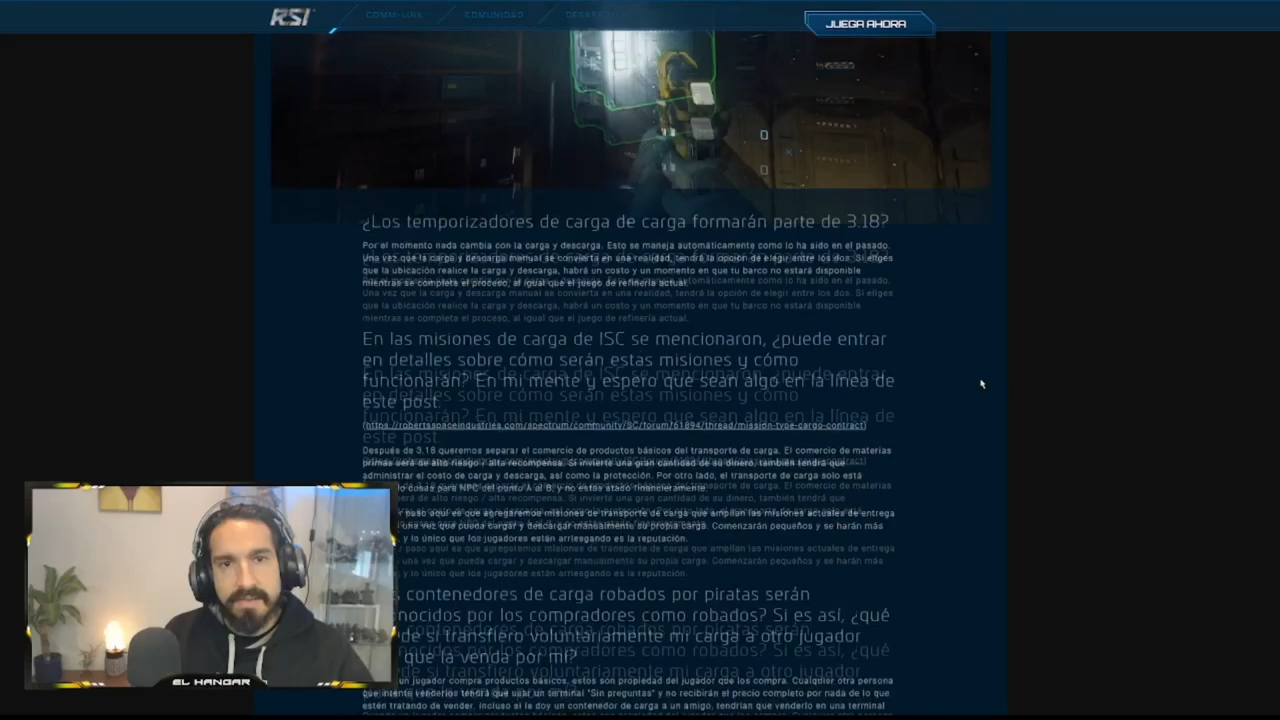 RSI
COMM-LINK
COMUNIDAD
JUEGA AHORA
¿Los temporizadores de carga de carga formarán parte de 3.18?
Por el momento nada cambia con la carga y descarga. Esto se maneja automáticamente como lo ha sido en el pasado.
Una vez que la carga y descarga manual se convierta en una realidad, tendrá la opción de elegir entre los dos. Si eliges
que la ubicación realice la carga y descarga, habrá un costo y un momento en que tu barco no estará disponible
mientras se completa el proceso, al igual que el juego de refinería actual.
En las misiones de carga de ISC se mencionaron, ¿puede entrar
en detalles sobre cómo serán estas misiones y cómo
funcionarán? En mi mente y espero que sean algo en la línea de
este post.
(https://robertsspaceindustries.com/spectrum/community/SC/forum/61894/thread/mission-type-cargo-contract)
Después de 3.18 queremos separar el comercio de productos básicos del transporte de carga. El comercio de materias
primas será de alto riesgo / alta recompensa. Si invierte una gran cantidad de su dinero, también tendrá que
administrar el costo de carga y descarga, así como la protección. Por otro lado, el transporte de carga solo está
paso aquí es que agregaremos misiones de transporte de carga que amplían las misiones actuales de entrega
una vez que pueda cargar y descargar manualmente su propia carga. Comenzarán pequeños y se harán más
y lo único que los jugadores están arriesgando es la reputación.
contenedores de carga robados por piratas serán
nocidos por los compradores como robados? Si es así, ¿qué
de si transfiero voluntariamente mi carga a otro jugador
que la venda por mí?
un jugador compra productos básicos, estos son propiedad del jugador que los compra. Cualquier otra persona
que intente venderlos tendrá que usar un terminal "Sin preguntas" y no recibirán el precio completo por nada de lo que
estén tratando de vender. Incluso si le doy un contenedor de carga a un amigo, tendrían que venderlo en una terminal
EL HANGAR